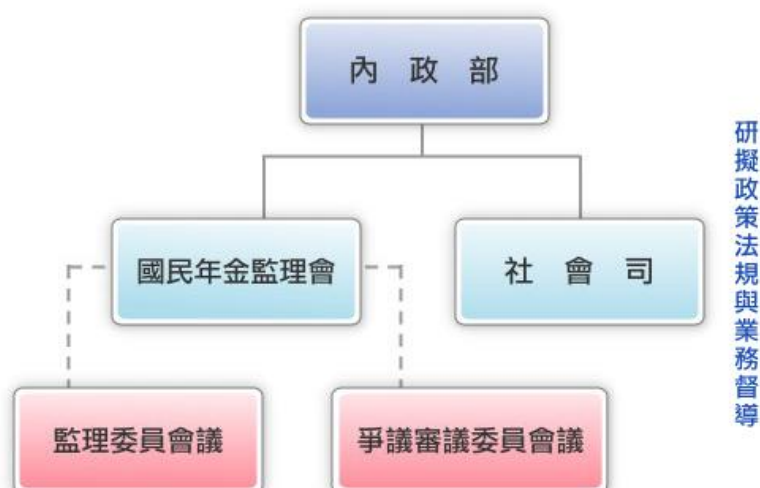 內政部
國民年金監理會
社會司
研擬政策法規與業務督導
監理委員會議
爭議審議委員會議